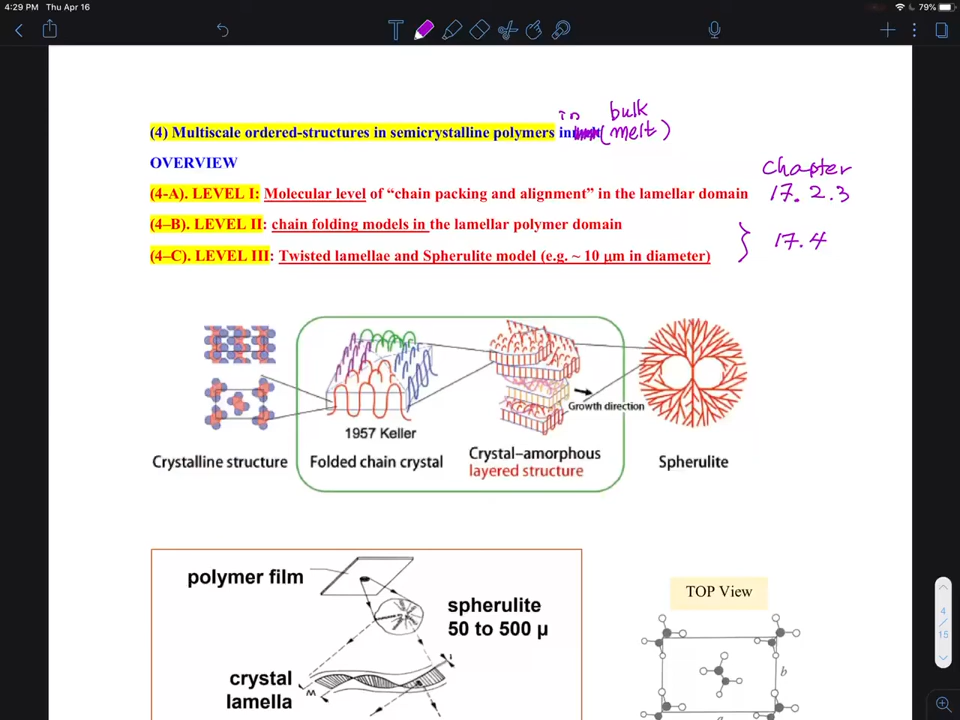 4:29 PM Thu Apr 16
79%
in bulk
(4) Multiscale ordered-structures in semicrystalline polymers in (melt)
OVERVIEW
Chapter
(4-A). LEVEL I: Molecular level of “chain packing and alignment” in the lamellar domain 17.2.3
(4–B). LEVEL II: chain folding models in the lamellar polymer domain
17.4
(4–C). LEVEL III: Twisted lamellae and Spherulite model (e.g. ~ 10 μm in diameter)
Growth direction
1957 Keller
Crystalline structure
Folded chain crystal
Crystal–amorphous
layered structure
Spherulite
polymer film
spherulite
50 to 500 μ
crystal
lamella
W
TOP View
b
a
4
/
15